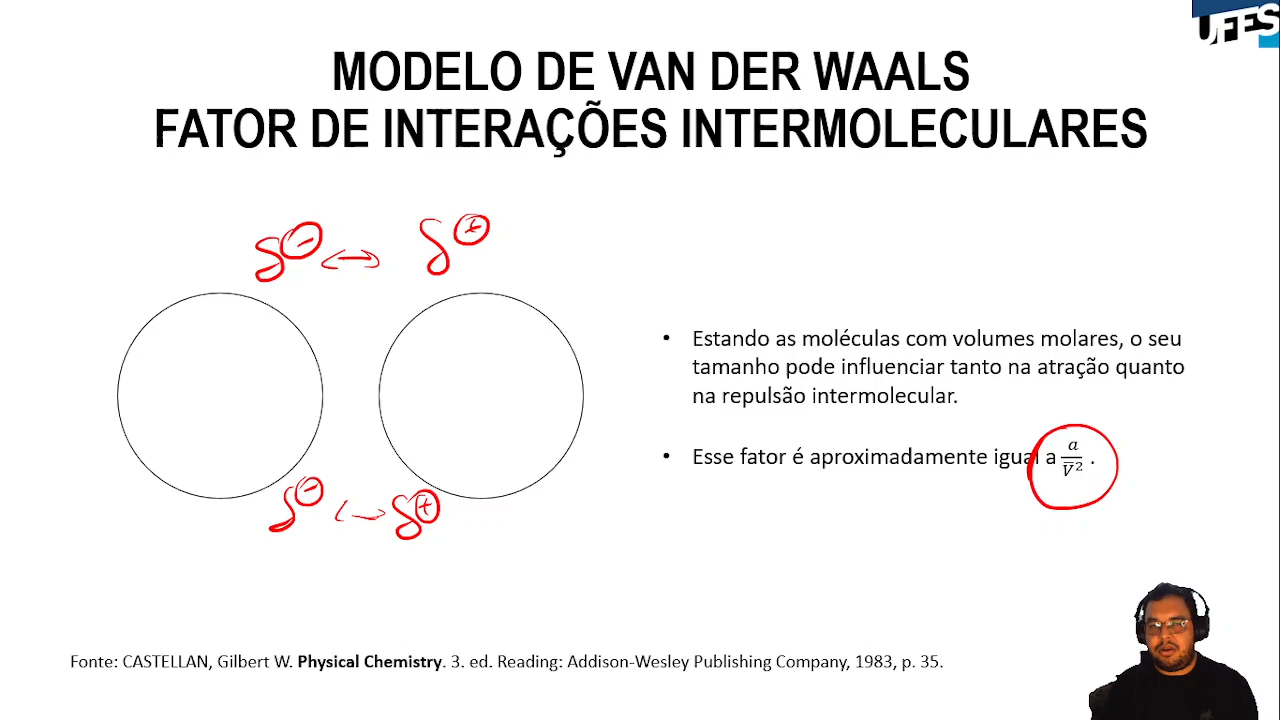 UFES
MODELO DE VAN DER WAALS
FATOR DE INTERAÇÕES INTERMOLECULARES
δ⊖ ↔ δ⊕
• Estando as moléculas com volumes molares, o seu
tamanho pode influenciar tanto na atração quanto
na repulsão intermolecular.
• Esse fator é aproximadamente igual a a/V̅² .
δ⊖ ↔ δ⊕
Fonte: CASTELLAN, Gilbert W. Physical Chemistry. 3. ed. Reading: Addison-Wesley Publishing Company, 1983, p. 35.